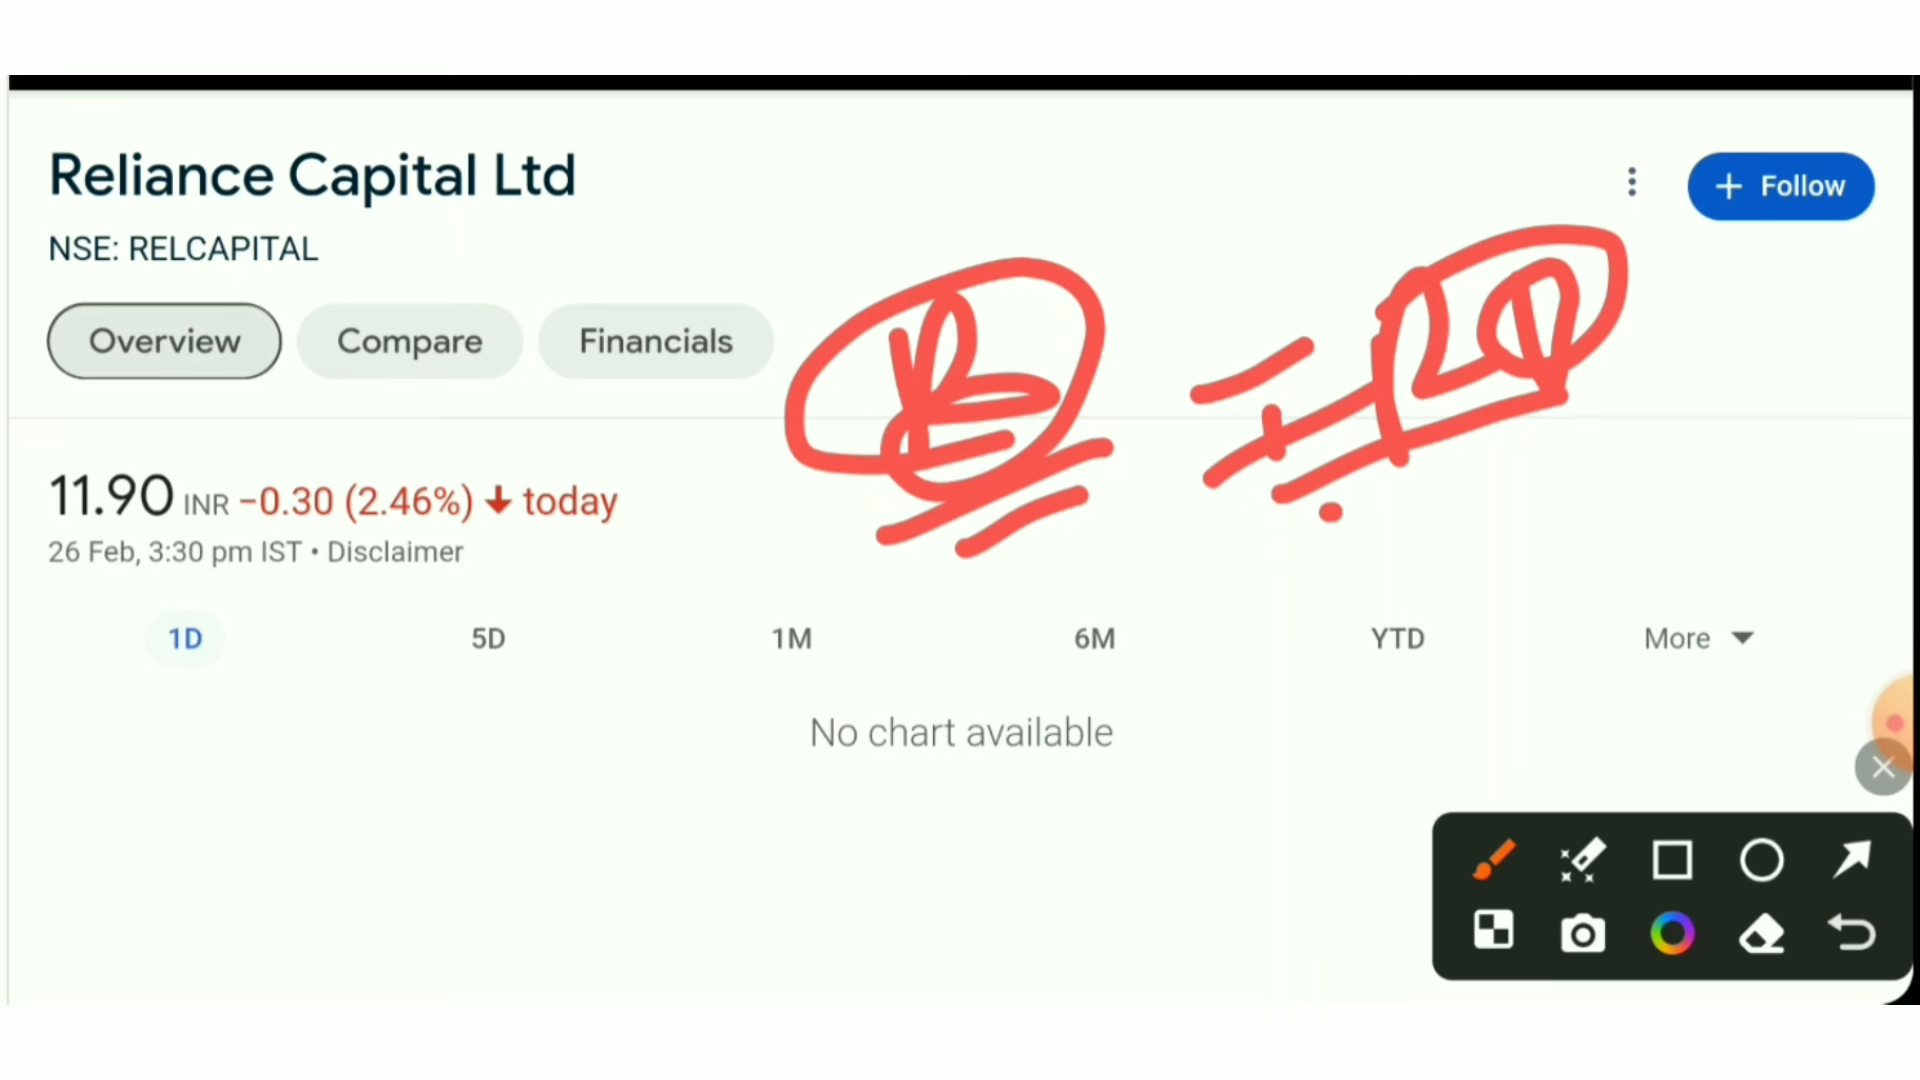 Reliance Capital Ltd
+ Follow
NSE: RELCAPITAL
Overview Compare Financials
11.90 INR −0.30 (2.46%) ↓ today
26 Feb, 3:30 pm IST • Disclaimer
1D 5D 1M 6M YTD More
No chart available